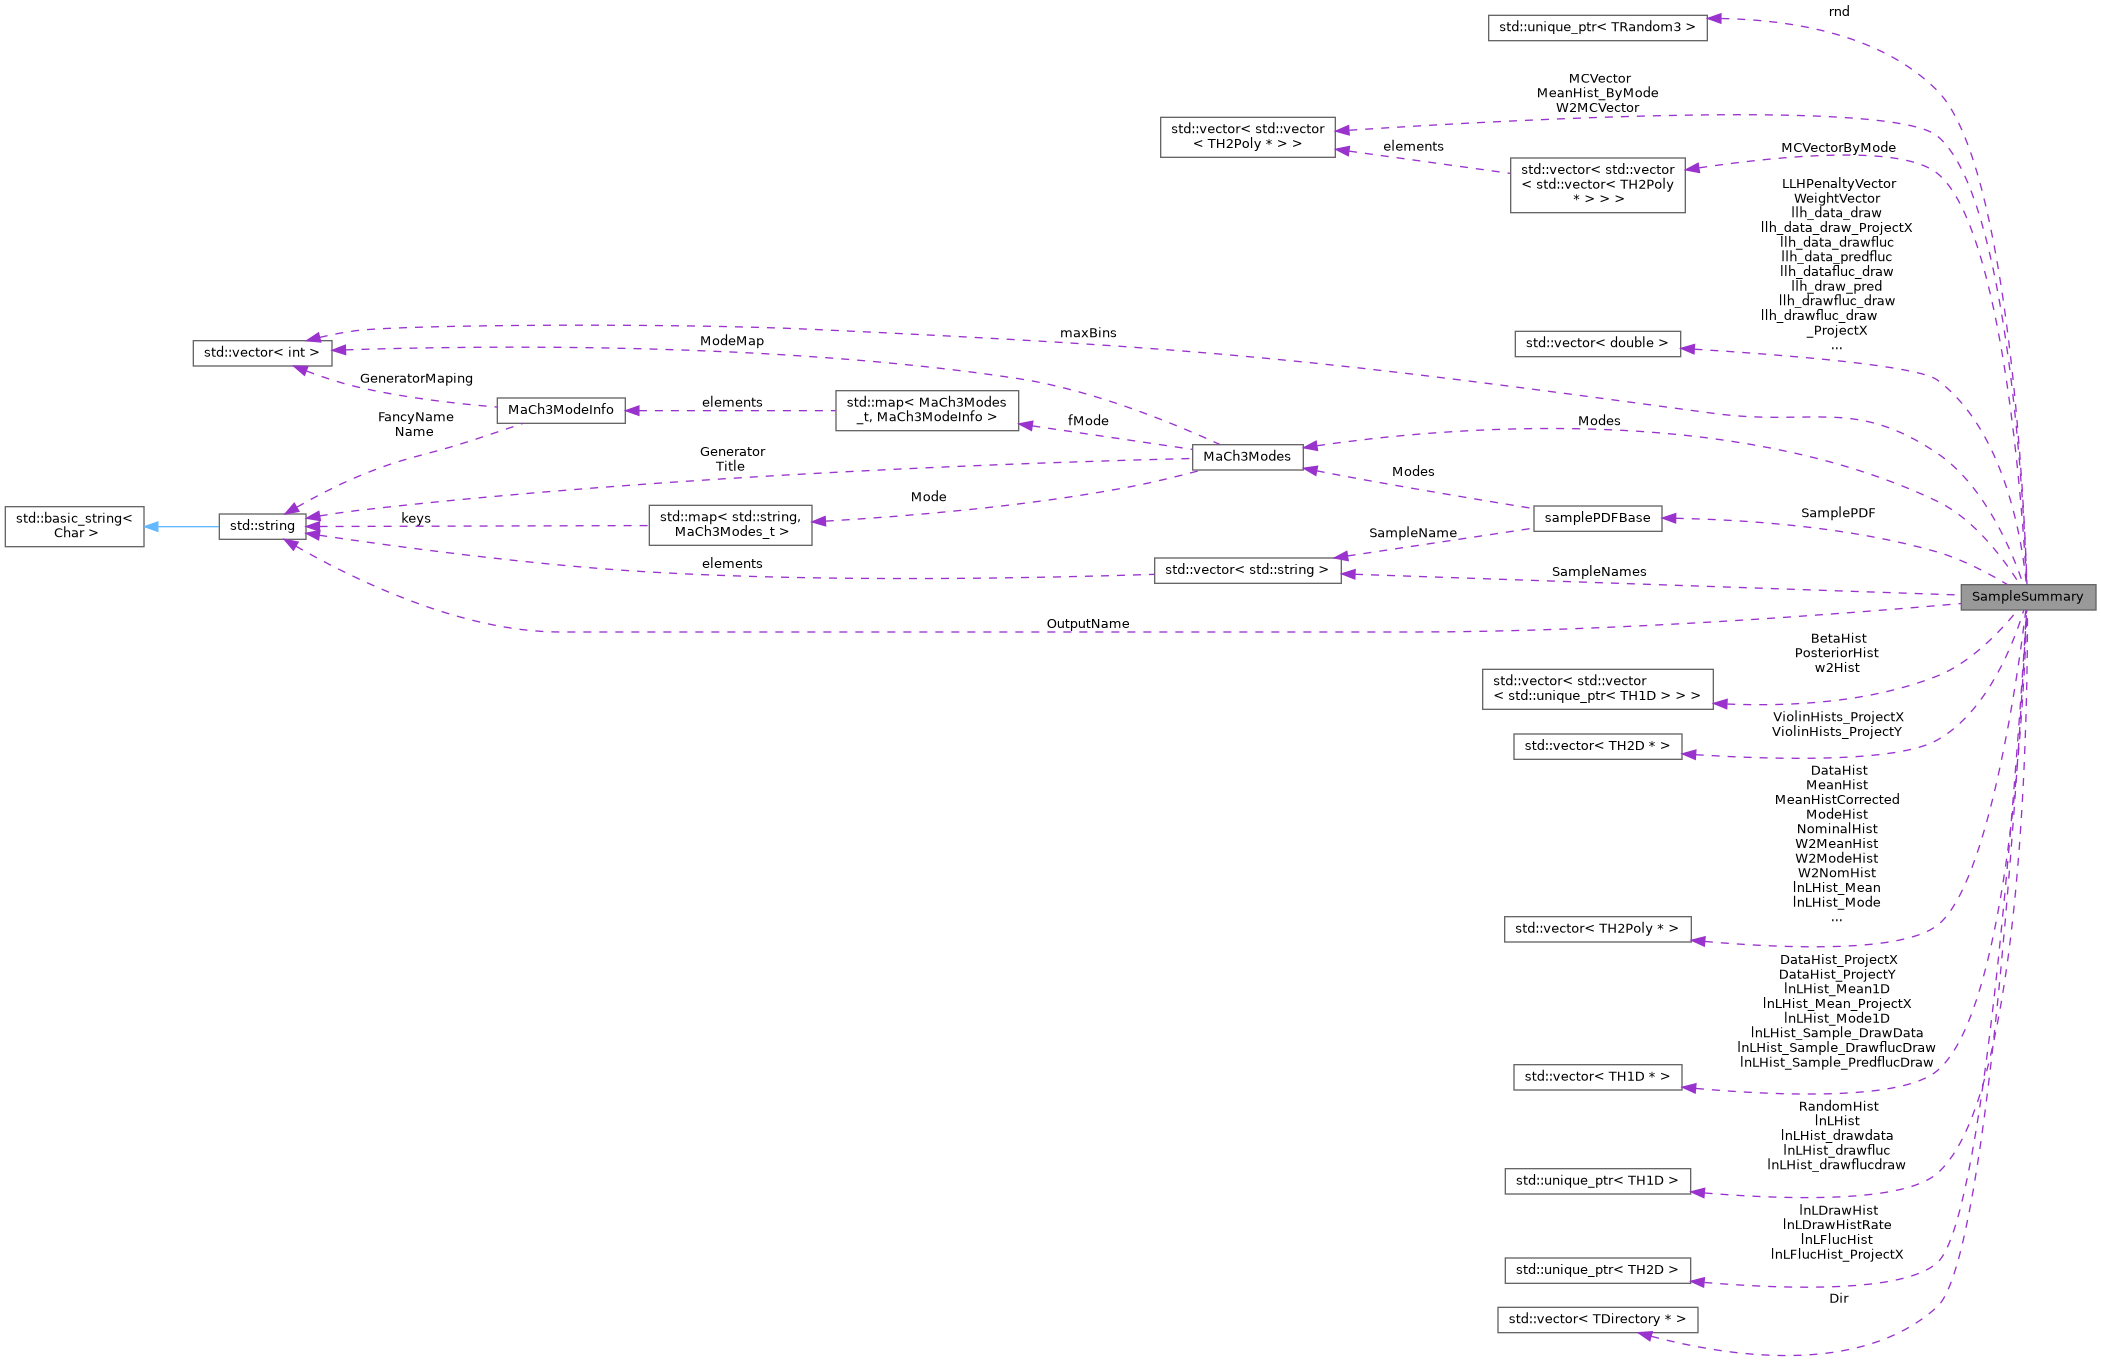 rnd
std::unique_ptr< TRandom3 >
MCVector
MeanHist_ByMode
W2MCVector
std::vector< std::vector
< TH2Poly * > >
elements
MCVectorByMode
std::vector< std::vector
< std::vector< TH2Poly
* > > >
LLHPenaltyVector
WeightVector
llh_data_draw
llh_data_draw_ProjectX
llh_data_drawfluc
llh_data_predfluc
llh_datafluc_draw
llh_draw_pred
llh_drawfluc_draw
llh_drawfluc_draw
_ProjectX
...
std::vector< double >
maxBins
ModeMap
std::vector< int >
GeneratorMaping
MaCh3ModeInfo
elements
std::map< MaCh3Modes
_t, MaCh3ModeInfo >
fMode
Modes
FancyName
Name
Generator
Title
MaCh3Modes
Modes
Mode
samplePDFBase
SamplePDF
std::basic_string<
Char >
std::string
keys
std::map< std::string,
MaCh3Modes_t >
SampleName
elements
std::vector< std::string >
SampleNames
SampleSummary
OutputName
BetaHist
PosteriorHist
w2Hist
std::vector< std::vector
< std::unique_ptr< TH1D > > >
ViolinHists_ProjectX
ViolinHists_ProjectY
std::vector< TH2D * >
DataHist
MeanHist
MeanHistCorrected
ModeHist
NominalHist
W2MeanHist
W2ModeHist
W2NomHist
lnLHist_Mean
lnLHist_Mode
...
std::vector< TH2Poly * >
DataHist_ProjectX
DataHist_ProjectY
lnLHist_Mean1D
lnLHist_Mean_ProjectX
lnLHist_Mode1D
lnLHist_Sample_DrawData
lnLHist_Sample_DrawflucDraw
lnLHist_Sample_PredflucDraw
std::vector< TH1D * >
RandomHist
lnLHist
lnLHist_drawdata
lnLHist_drawfluc
lnLHist_drawflucdraw
std::unique_ptr< TH1D >
lnLDrawHist
lnLDrawHistRate
lnLFlucHist
lnLFlucHist_ProjectX
std::unique_ptr< TH2D >
Dir
std::vector< TDirectory * >